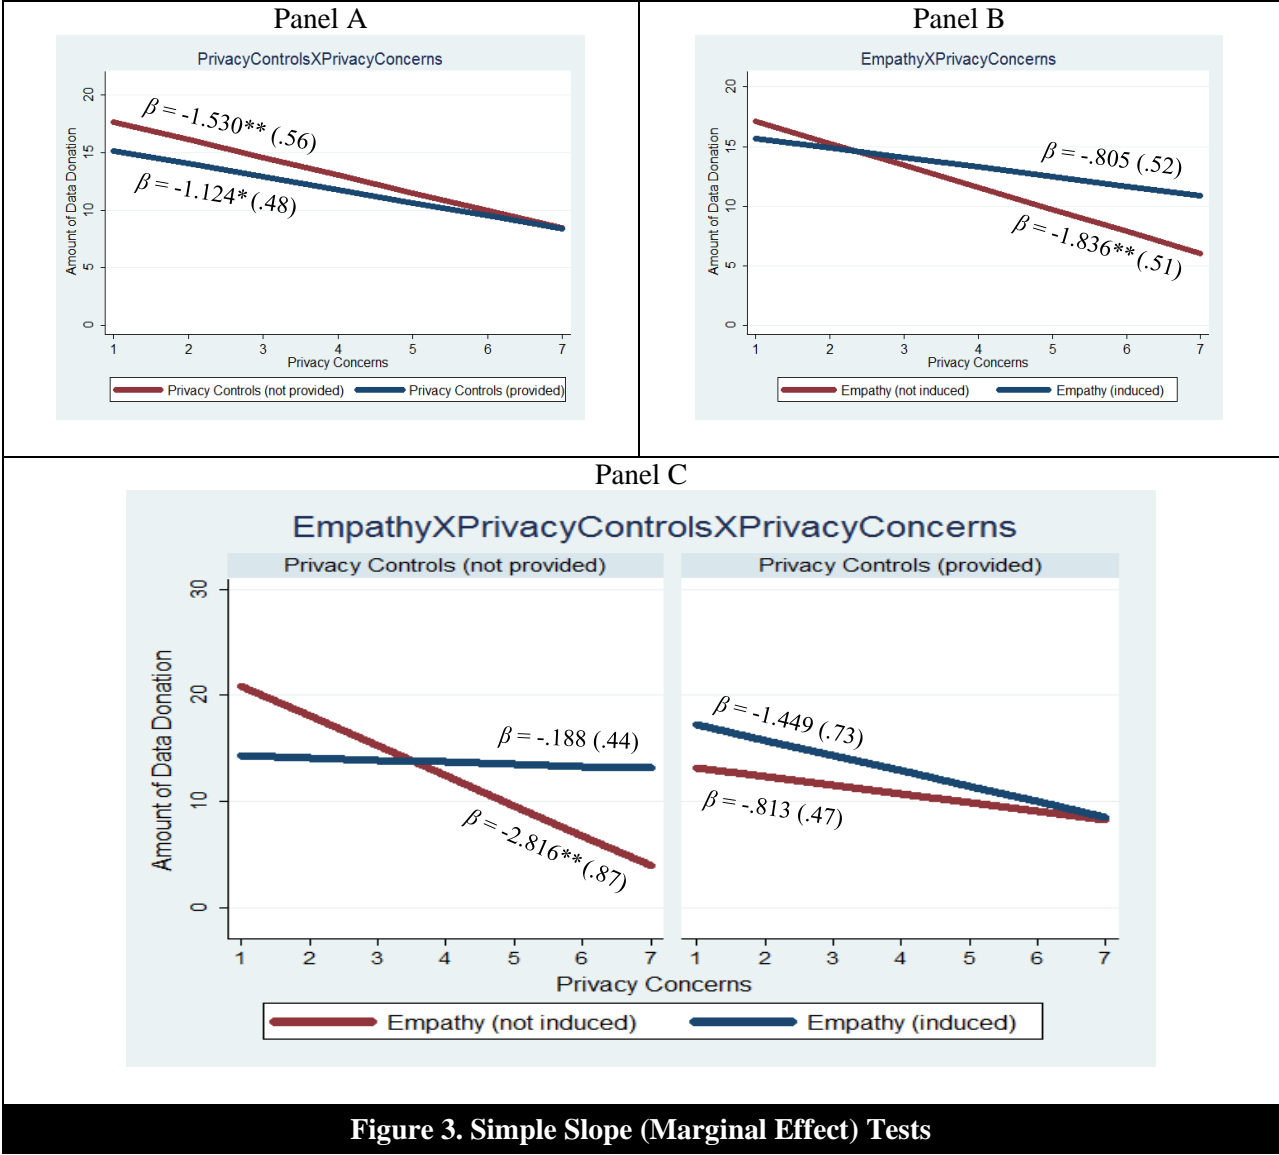 Panel A
PrivacyControlsXPrivacyConcerns
Amount of Data Donation
20
15
10
5
0
β = -1.530** (.56)
β = -1.124* (.48)
1 2 3 4 5 6 7
Privacy Concerns
Privacy Controls (not provided) Privacy Controls (provided)
Panel B
EmpathyXPrivacyConcerns
Amount of Data Donation
20
15
10
5
0
β = -.805 (.52)
β = -1.836** (.51)
1 2 3 4 5 6 7
Privacy Concerns
Empathy (not induced) Empathy (induced)
Panel C
EmpathyXPrivacyControlsXPrivacyConcerns
Privacy Controls (not provided) Privacy Controls (provided)
Amount of Data Donation
30
20
10
0
β = -.188 (.44)
β = -2.816** (.87)
β = -1.449 (.73)
β = -.813 (.47)
1 2 3 4 5 6 7 1 2 3 4 5 6 7
Privacy Concerns
Empathy (not induced) Empathy (induced)
Figure 3. Simple Slope (Marginal Effect) Tests